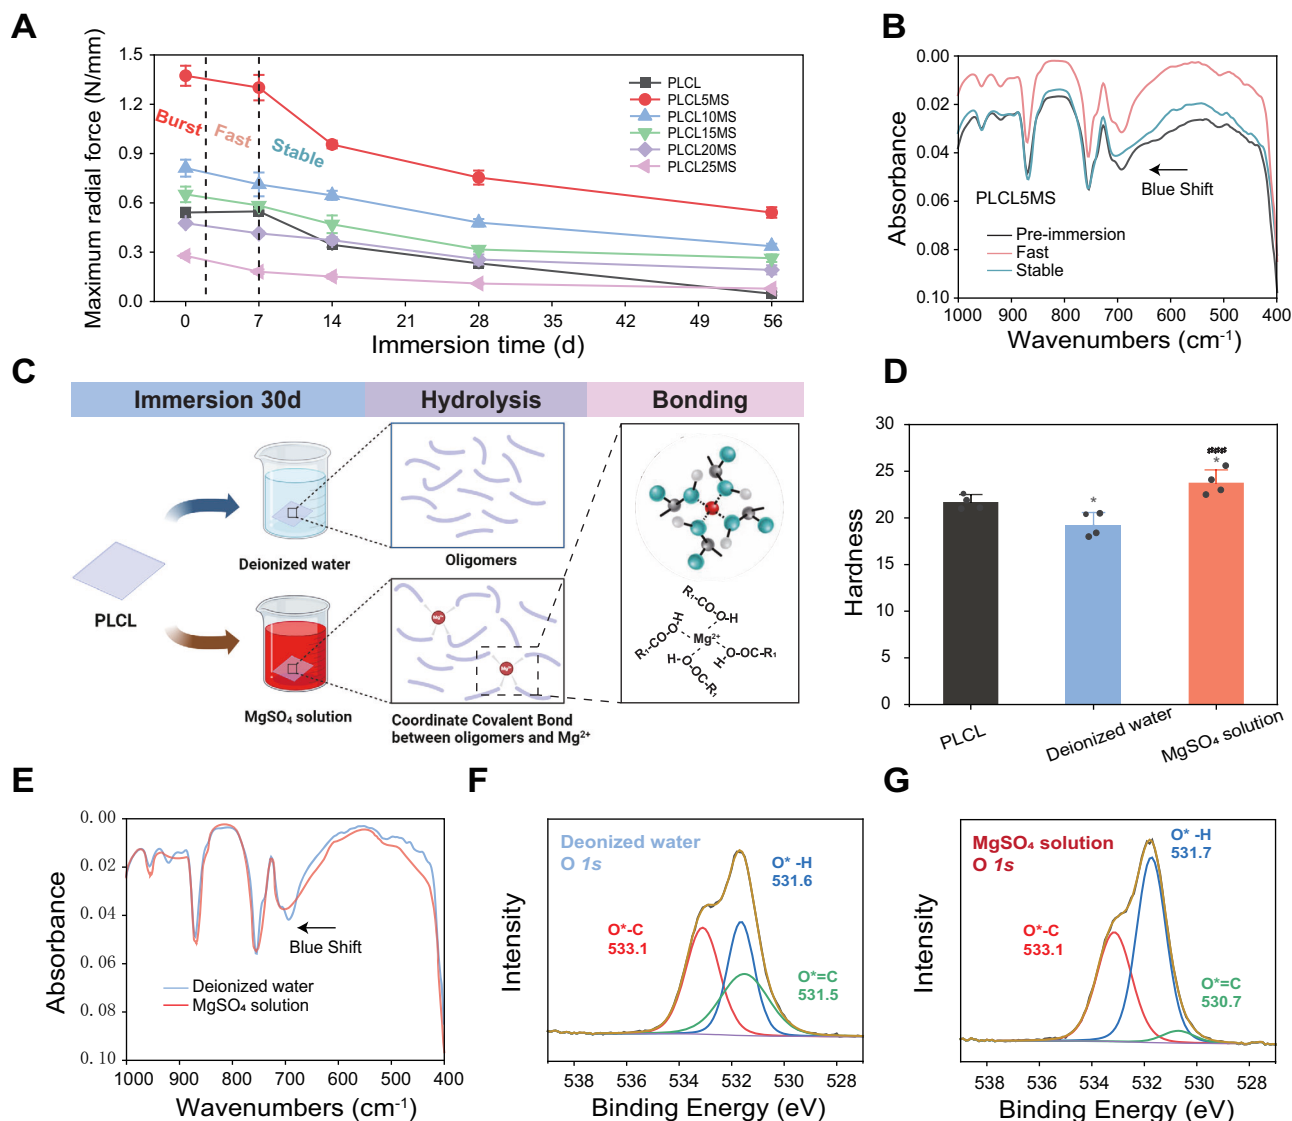 A
Maximum radial force (N/mm)
1.5
1.2
0.9
0.6
0.3
0.0
Burst
Fast
Stable
PLCL
PLCL5MS
PLCL10MS
PLCL15MS
PLCL20MS
PLCL25MS
0 7 14 21 28 35 42 49 56
Immersion time (d)
B
Absorbance
0.00
0.02
0.04
0.06
0.08
0.10
Blue Shift
PLCL5MS
Pre-immersion
Fast
Stable
1000 900 800 700 600 500 400
Wavenumbers (cm⁻¹)
C
Immersion 30d
Hydrolysis
Bonding
PLCL
Deionized water
MgSO₄ solution
Oligomers
Mg²⁺
Mg²⁺
Coordinate Covalent Bond
between oligomers and Mg²⁺
R₁-CO-O-H
R₁-CO-O-H
Mg²⁺
H-O-OC-R₁
H-O-OC-R₁
D
Hardness
30
25
20
15
10
5
0
*
###
*
PLCL
Deionized water
MgSO₄ solution
E
Absorbance
0.00
0.02
0.04
0.06
0.08
0.10
Blue Shift
Deionized water
MgSO₄ solution
1000 900 800 700 600 500 400
Wavenumbers (cm⁻¹)
F
Intensity
Deonized water
O 1s
O* -H
531.6
O*-C
533.1
O*=C
531.5
538 536 534 532 530 528
Binding Energy (eV)
G
Intensity
MgSO₄ solution
O 1s
O* -H
531.7
O*-C
533.1
O*=C
530.7
538 536 534 532 530 528
Binding Energy (eV)